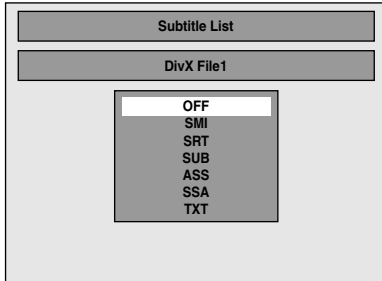 Subtitle List
DivX File1
OFF
SMI
SRT
SUB
ASS
SSA
TXT